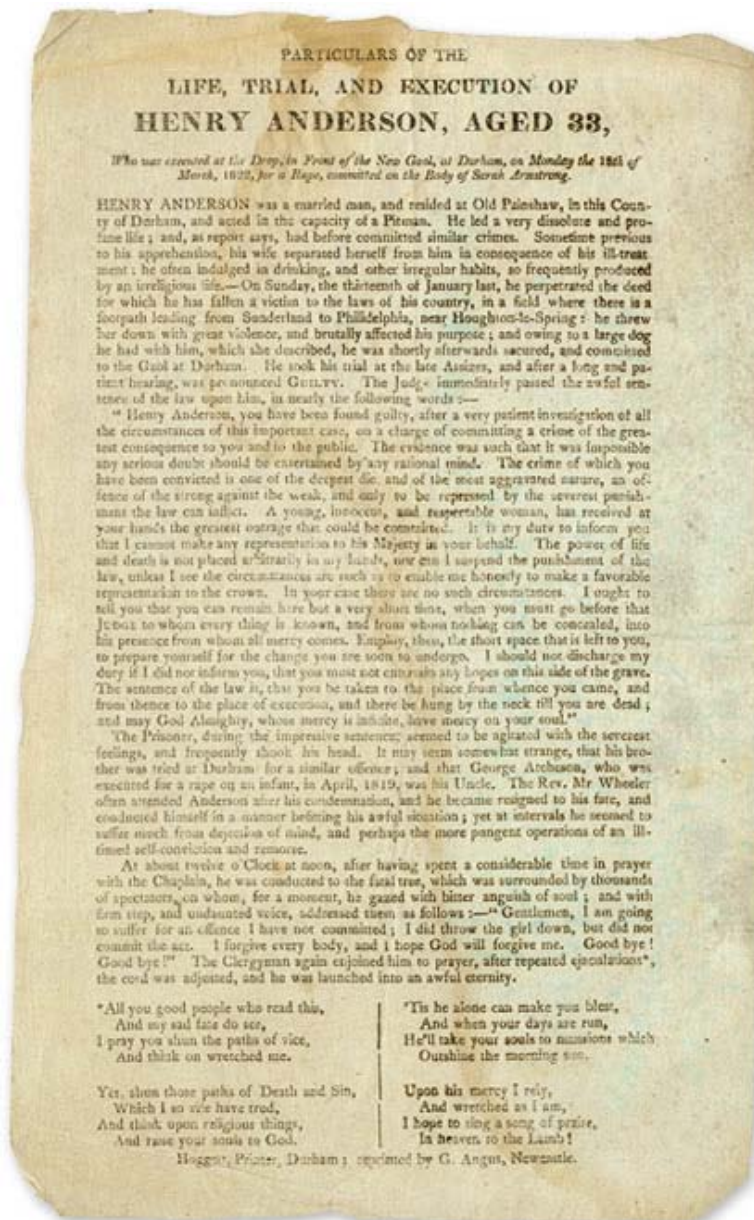 PARTICULARS OF THE
LIFE, TRIAL, AND EXECUTION OF
HENRY ANDERSON, AGED 33,
Who was executed at the Drop, in Front of the New Gaol, at Durham, on Monday the 18th of
March, 1822, for a Rape, committed on the Body of Sarah Armstrong.
HENRY ANDERSON was a married man, and resided at Old Painshaw, in this Coun-
ty of Durham, and acted in the capacity of a Pitman. He led a very dissolute and pro-
fane life; and, as report says, had before committed similar crimes. Sometime previous
to his apprehension, his wife separated herself from him in consequence of his ill-treat
ment: he often indulged in drinking, and other irregular habits, so frequently produced
by an irreligious life.—On Sunday, the thirteenth of January last, he perpetrated the deed
for which he has fallen a victim to the laws of his country, in a field where there is a
footpath leading from Sunderland to Philidelphia, near Houghton-le-Spring: he threw
her down with great violence, and brutally affected his purpose; and owing to a large dog
he had with him, which she described, he was shortly afterwards secured, and committed
to the Gaol at Durham. He took his trial at the late Assizes, and after a long and pa-
tient hearing, was pronounced GUILTY. The Judge immediately passed the awful sen-
tence of the law upon him, in nearly the following words:—
" Henry Anderson, you have been found guilty, after a very patient investigation of all
the circumstances of this important case, on a charge of committing a crime of the grea-
test consequence to you and to the public. The evidence was such that it was impossible
any serious doubt should be entertained by any rational mind. The crime of which you
have been convicted is one of the deepest die, and of the most aggravated nature, an of-
fence of the strong against the weak, and only to be repressed by the severest punish-
ment the law can inflict. A young, innocent, and respectable woman, has received at
your hands the greatest outrage that could be committed. It is my duty to inform you
that I cannot make any representation to his Majesty in your behalf. The power of life
and death is not placed arbitrarily in my hands, nor can I suspend the punishment of the
law, unless I see the circumstances are such as to enable me honestly to make a favorable
representation to the crown. In your case there are no such circumstances. I ought to
tell you that you can remain here but a very short time, when you must go before that
JUDGE to whom every thing is known, and from whom nothing can be concealed, into
his presence from whom all mercy comes. Employ, then, the short space that is left to you,
to prepare yourself for the change you are soon to undergo. I should not discharge my
duty if I did not inform you, that you must not entertain any hopes on this side of the grave.
The sentence of the law is, that you be taken to the place from whence you came, and
from thence to the place of execution, and there be hung by the neck till you are dead;
and may God Almighty, whose mercy is infinite, have mercy on your soul."
The Prisoner, during the impressive sentence, seemed to be agitated with the severest
feelings, and frequently shook his head. It may seem somewhat strange, that his bro-
ther was tried at Durham for a similar offence; and that George Atcheson, who was
executed for a rape on an infant, in April, 1819, was his Uncle. The Rev. Mr Wheeler
often attended Anderson after his condemnation, and he became resigned to his fate, and
conducted himself in a manner befitting his awful situation; yet at intervals he seemed to
suffer much from dejection of mind, and perhaps the more pungent operations of an ill-
timed self-conviction and remorse.
At about twelve o'Clock at noon, after having spent a considerable time in prayer
with the Chaplain, he was conducted to the fatal tree, which was surrounded by thousands
of spectators, on whom, for a moment, he gazed with bitter anguish of soul; and with
firm step, and undaunted voice, addressed them as follows:—" Gentlemen, I am going
to suffer for an offence I have not committed; I did throw the girl down, but did not
commit the act. I forgive every body, and I hope God will forgive me. Good bye!
Good bye!" The Clergyman again enjoined him to prayer, after repeated ejaculations*,
the cord was adjusted, and he was launched into an awful eternity.
*All you good people who read this,
And my sad fate do see,
I pray you shun the paths of vice,
And think on wretched me.
Yes, shun those paths of Death and Sin,
Which I so have trod,
And think upon religious things,
And raise your souls to God.
'Tis he alone can make you blest,
And when your days are run,
He'll take your souls to mansions which
Outshine the morning sun.
Upon his mercy I rely,
And wretched as I am,
I hope to sing a song of praise,
In heaven to the Lamb!
Hoggett, Printer, Durham; reprinted by G. Angus, Newcastle.